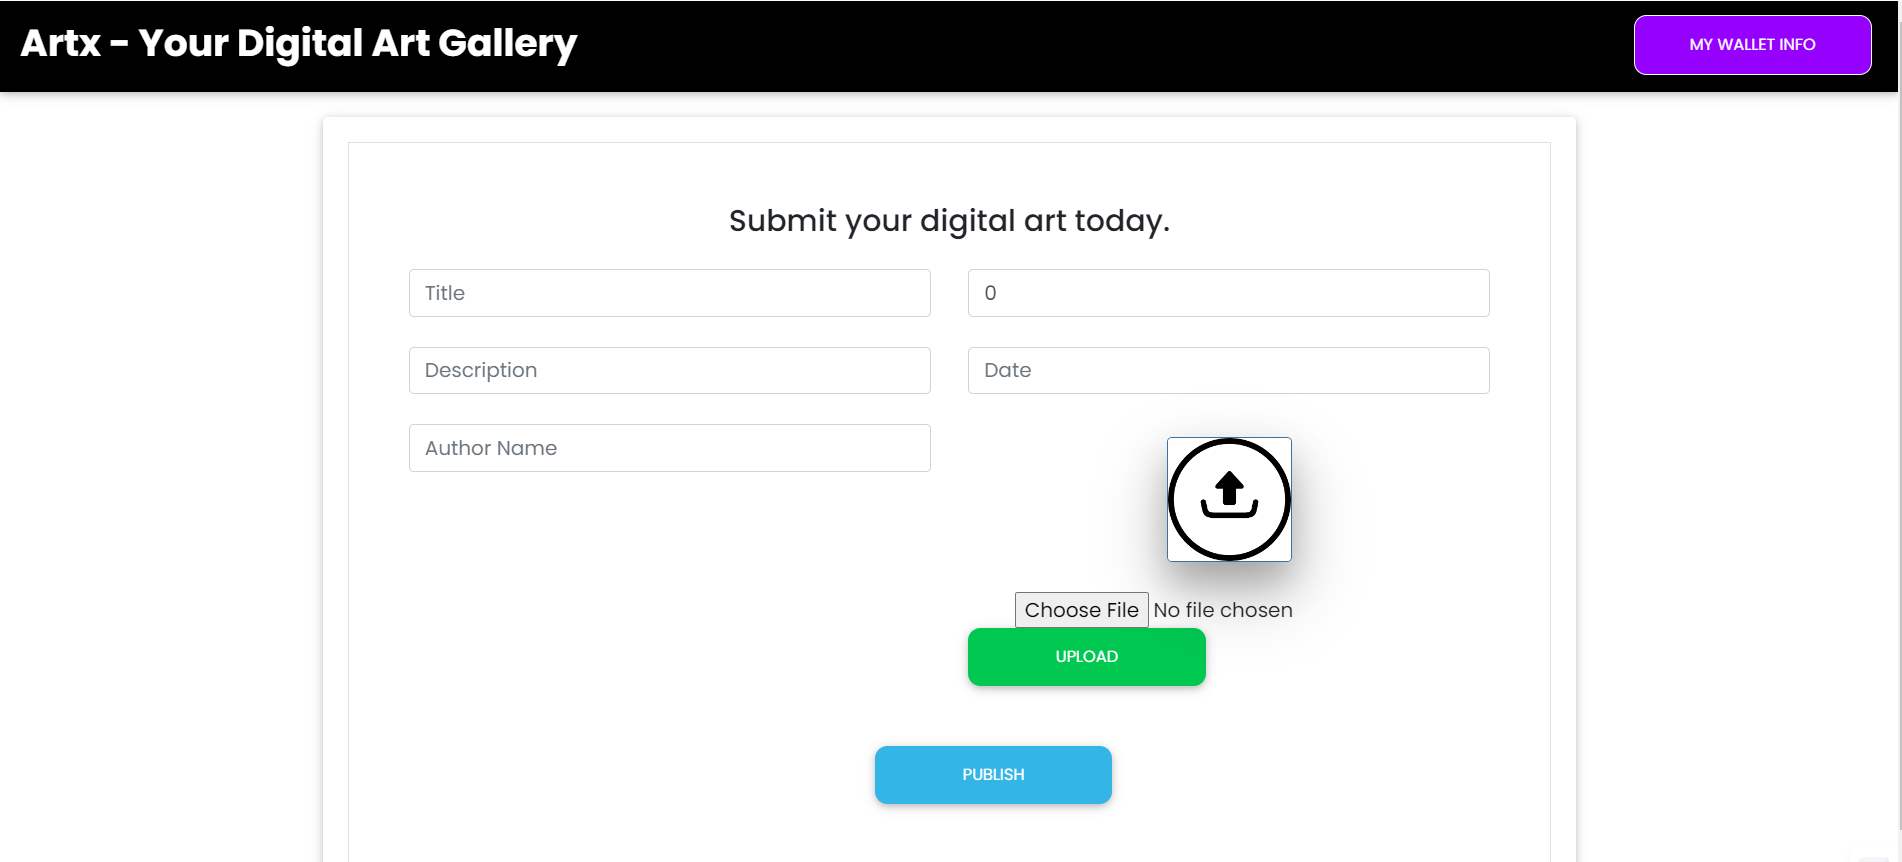 Artx - Your Digital Art Gallery
MY WALLET INFO
Submit your digital art today.
Title
0
Description
Date
Author Name
Choose File No file chosen
UPLOAD
PUBLISH